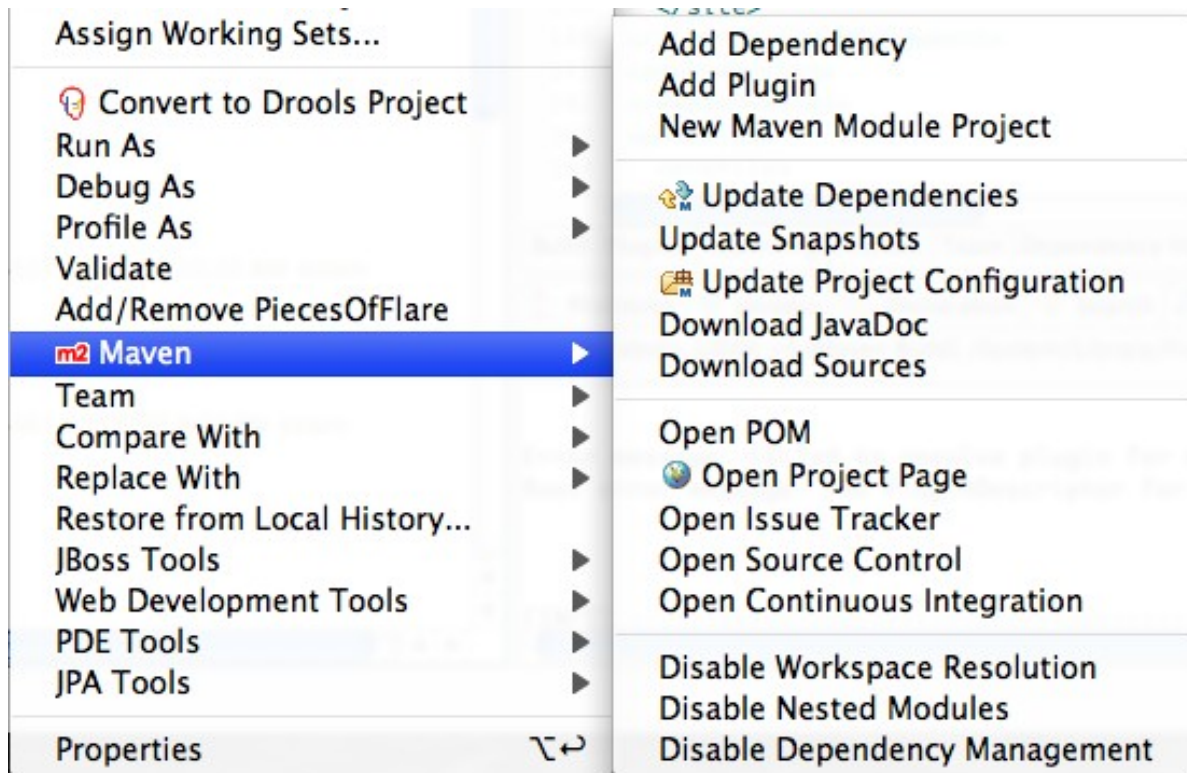 Assign Working Sets...
Convert to Drools Project
Run As
Debug As
Profile As
Validate
Add/Remove PiecesOfFlare
m2 Maven
Team
Compare With
Replace With
Restore from Local History...
JBoss Tools
Web Development Tools
PDE Tools
JPA Tools
Properties ⌥↩
</site>
Add Dependency
Add Plugin
New Maven Module Project
Update Dependencies
Update Snapshots
Update Project Configuration
Download JavaDoc
Download Sources
Open POM
Open Project Page
Open Issue Tracker
Open Source Control
Open Continuous Integration
Disable Workspace Resolution
Disable Nested Modules
Disable Dependency Management